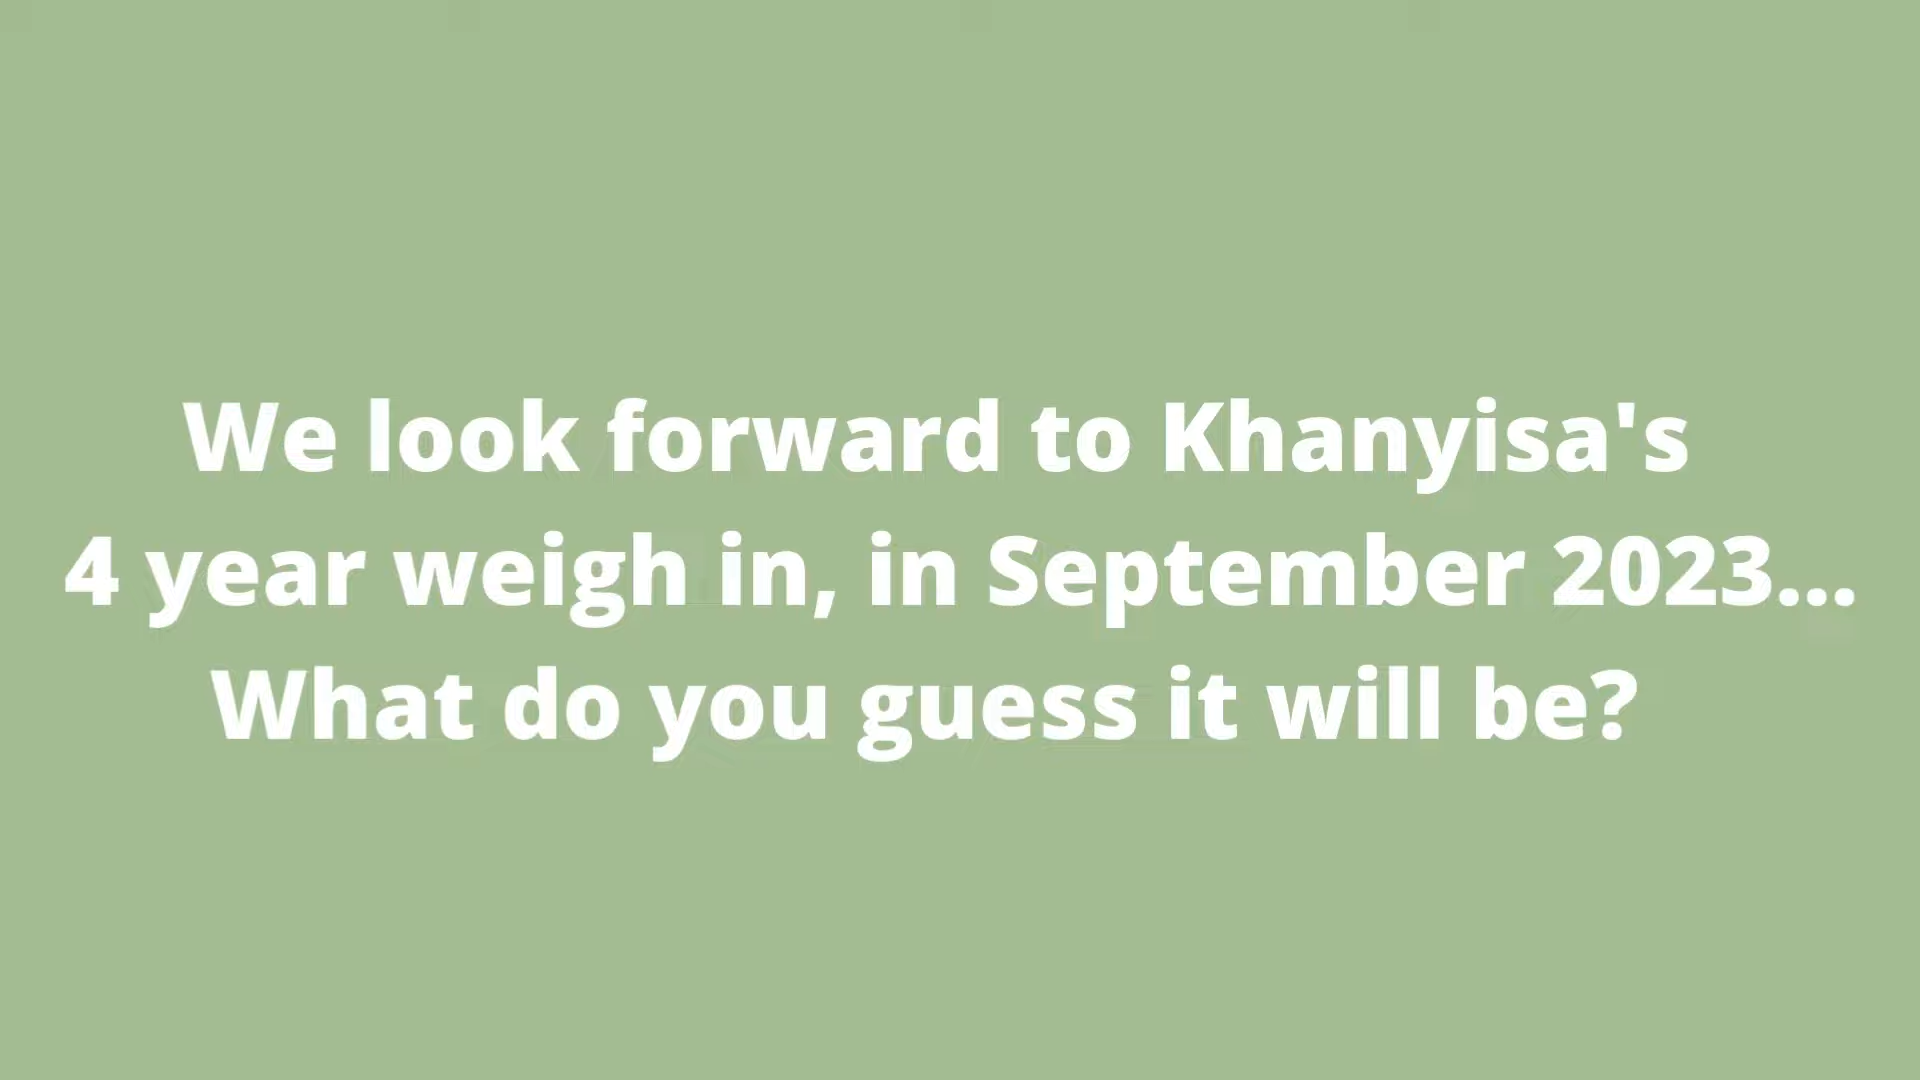 We look forward to Khanyisa's
4 year weigh in, in September 2023...
What do you guess it will be?